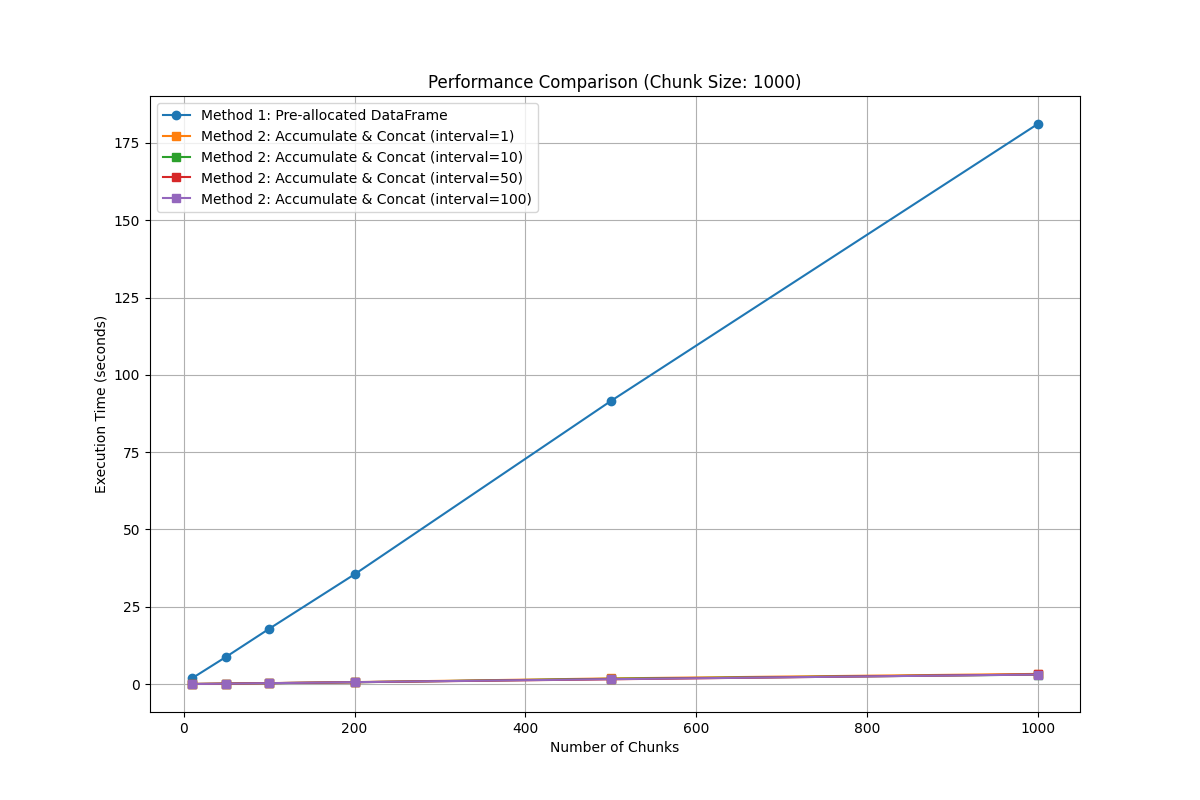 Performance Comparison (Chunk Size: 1000)
Method 1: Pre-allocated DataFrame
Method 2: Accumulate & Concat (interval=1)
Method 2: Accumulate & Concat (interval=10)
Method 2: Accumulate & Concat (interval=50)
Method 2: Accumulate & Concat (interval=100)
Execution Time (seconds)
175
150
125
100
75
50
25
0
0 200 400 600 800 1000
Number of Chunks